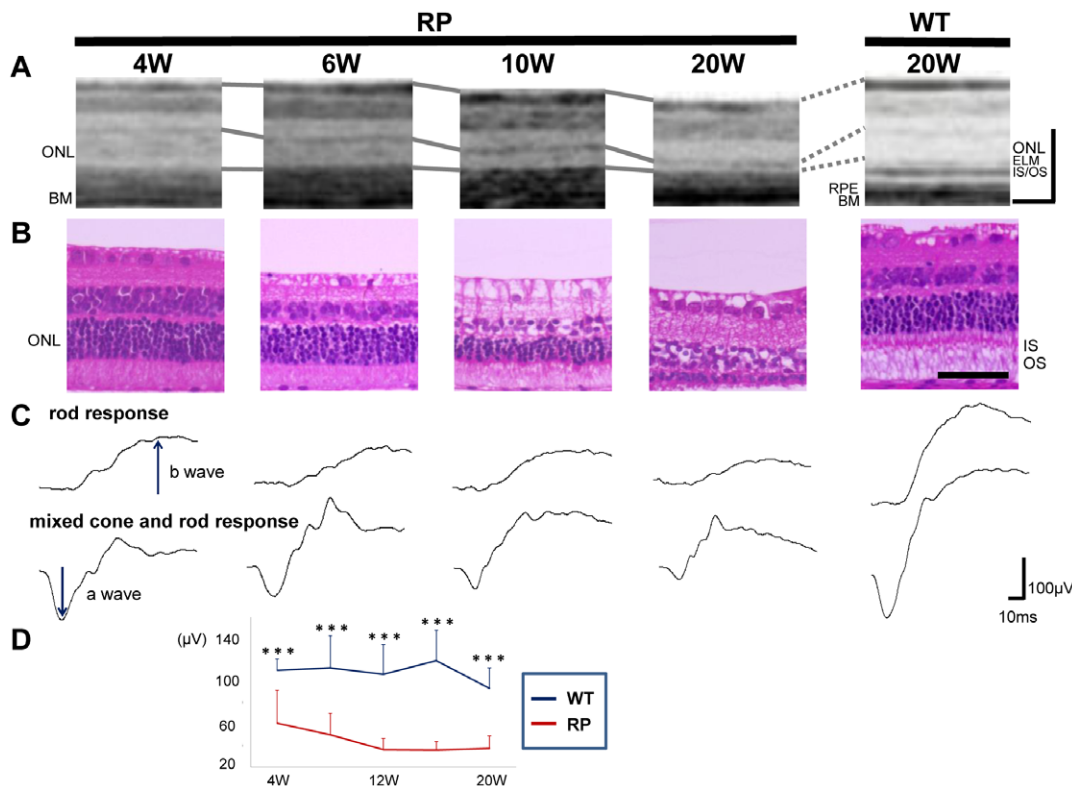 RP WT
A 4W 6W 10W 20W 20W
ONL ONL
ELM
IS/OS
BM RPE
BM
B
ONL IS
OS
C rod response
b wave
mixed cone and rod response
a wave
100μV
10ms
D (μV)
140
100
60
20
*** *** *** *** ***
4W 12W 20W
WT
RP